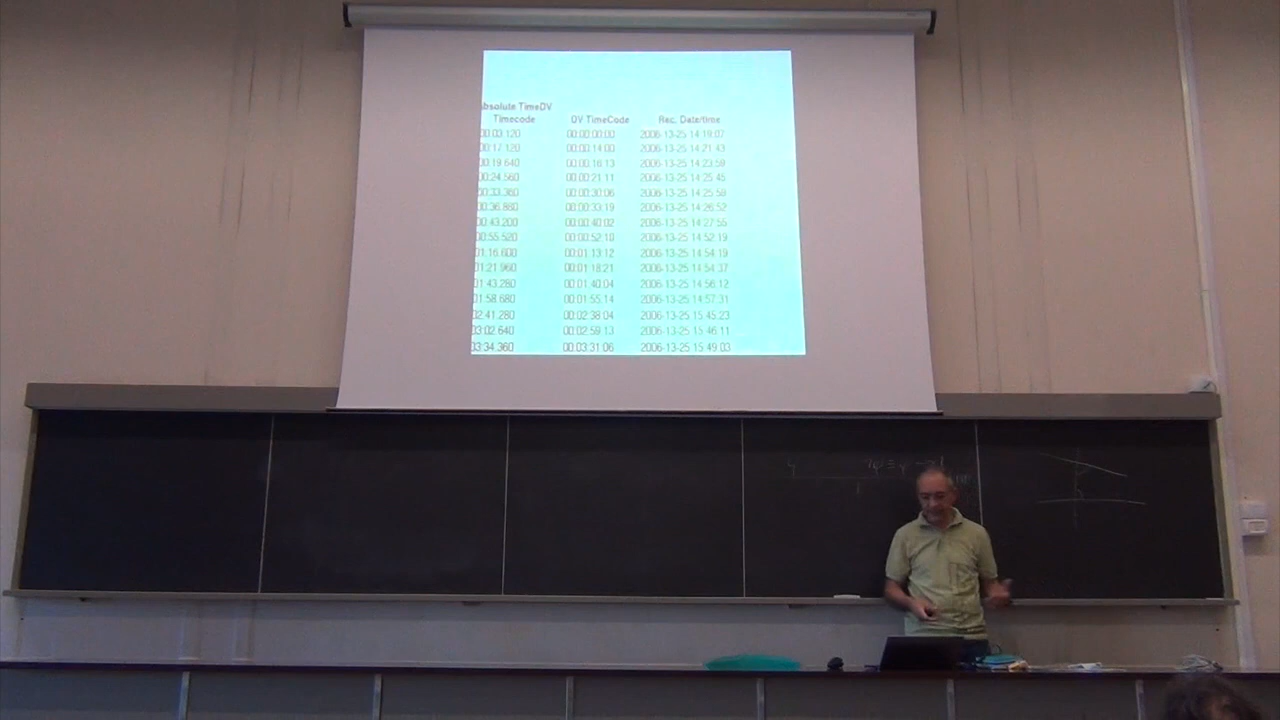 bsolute TimeDV
Timecode DV TimeCode Rec. Date/time
00:03.120 00:00:00:00 2006-13-25 14:19:07
00:17.120 00:00:14:00 2006-13-25 14:21:43
00:19.640 00:00:16:13 2006-13-25 14:23:58
00:24.560 00:00:21:11 2006-13-25 14:25:45
00:33.360 00:00:30:06 2006-13-25 14:25:58
00:36.880 00:00:33:19 2006-13-25 14:26:52
00:43.200 00:00:40:02 2006-13-25 14:27:55
00:55.520 00:00:52:10 2006-13-25 14:52:19
01:16.600 00:01:13:12 2006-13-25 14:54:19
01:21.960 00:01:18:21 2006-13-25 14:54:37
01:43.280 00:01:40:04 2006-13-25 14:56:12
01:58.680 00:01:55:14 2006-13-25 14:57:31
02:41.280 00:02:38:04 2006-13-25 15:45:23
03:02.640 00:02:59:13 2006-13-25 15:46:11
03:34.360 00:03:31:06 2006-13-25 15:49:03